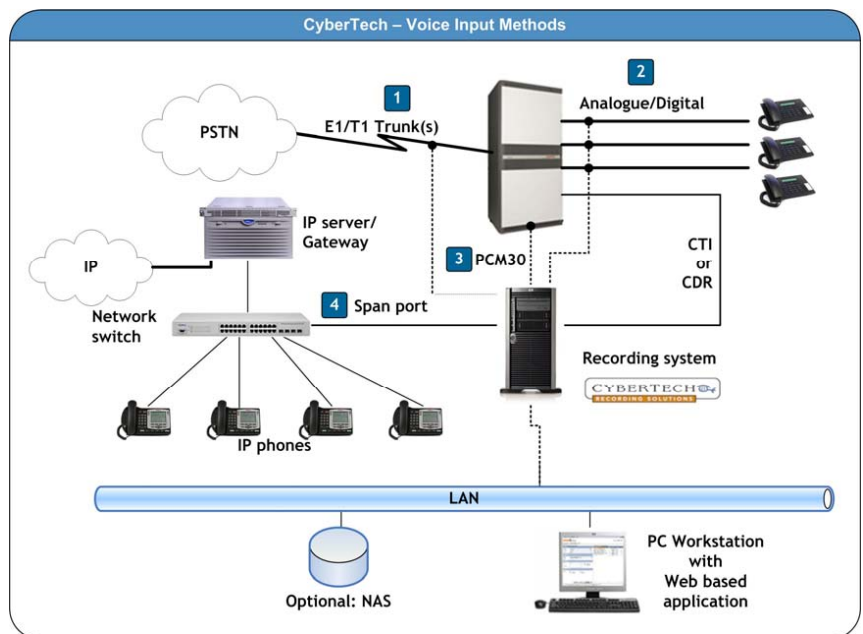 CyberTech – Voice Input Methods
1
2
E1/T1 Trunk(s)
Analogue/Digital
PSTN
IP server/
Gateway
IP
3
PCM30
CTI
or
CDR
Network
switch
4
Span port
Recording system
CYBERTECH
RECORDING SOLUTIONS
IP phones
LAN
Optional: NAS
PC Workstation
with
Web based
application